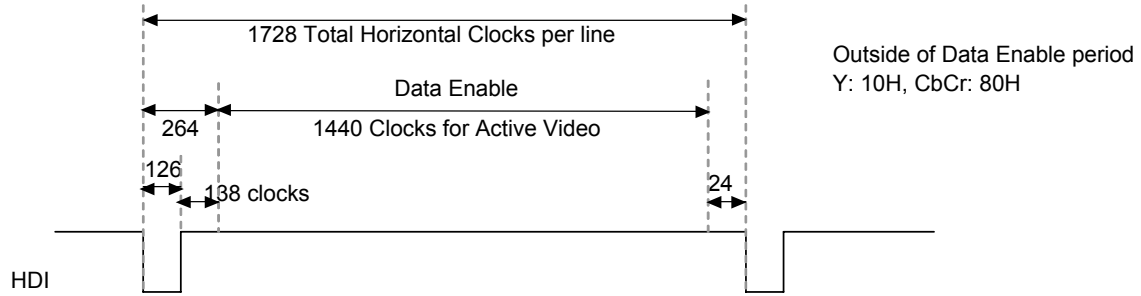 1728 Total Horizontal Clocks per line
Outside of Data Enable period
Y: 10H, CbCr: 80H
Data Enable
264
1440 Clocks for Active Video
126
138 clocks
24
HDI